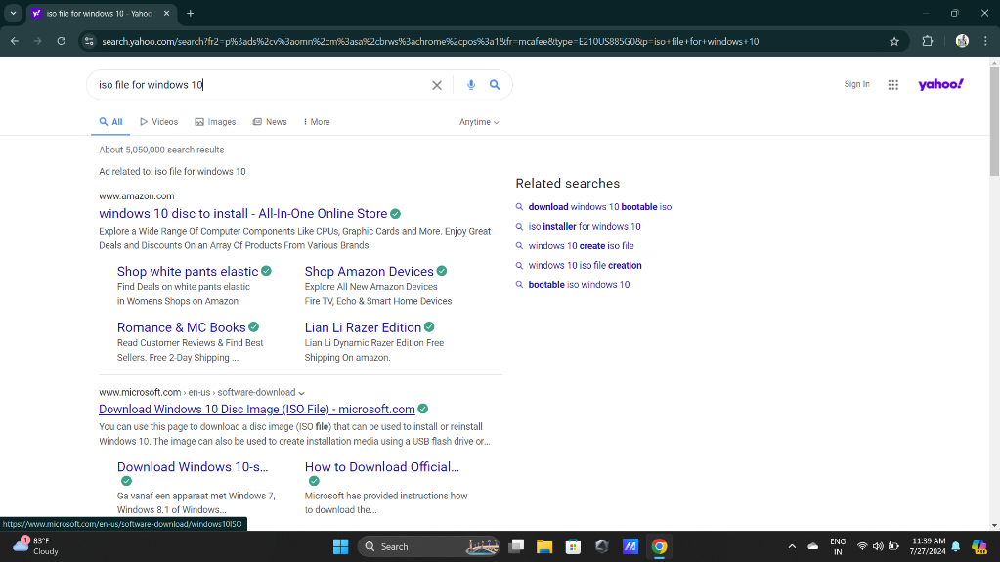 iso file for windows 10 - Yahoo
search.yahoo.com/search?fr2=p%3ads%2cv%3aomn%2cm%3asa%2cbrws%3achrome%2cpos%3a1&fr=mcafee&type=E210US885G0&p=iso+file+for+windows+10
iso file for windows 10
Sign In
yahoo!
All
Videos
Images
News
More
Anytime
About 5,050,000 search results
Ad related to: iso file for windows 10
www.amazon.com
windows 10 disc to install - All-In-One Online Store
Explore a Wide Range Of Computer Components Like CPUs, Graphic Cards and More. Enjoy Great
Deals and Discounts On an Array Of Products From Various Brands.
Shop white pants elastic
Find Deals on white pants elastic
in Womens Shops on Amazon
Shop Amazon Devices
Explore All New Amazon Devices
Fire TV, Echo & Smart Home Devices
Romance & MC Books
Read Customer Reviews & Find Best
Sellers. Free 2-Day Shipping ...
Lian Li Razer Edition
Lian Li Dynamic Razer Edition Free
Shipping On amazon.
www.microsoft.com › en-us › software-download
Download Windows 10 Disc Image (ISO File) - microsoft.com
You can use this page to download a disc image (ISO file) that can be used to install or reinstall
Windows 10. The image can also be used to create installation media using a USB flash drive or...
Download Windows 10-s...
Ga vanaf een apparaat met Windows 7,
Windows 8.1 of Windows...
How to Download Official...
Microsoft has provided instructions how
to download the...
Related searches
download windows 10 bootable iso
iso installer for windows 10
windows 10 create iso file
windows 10 iso file creation
bootable iso windows 10
https://www.microsoft.com/en-us/software-download/windows10ISO
1
83°F
Cloudy
Search
ENG
IN
11:39 AM
7/27/2024